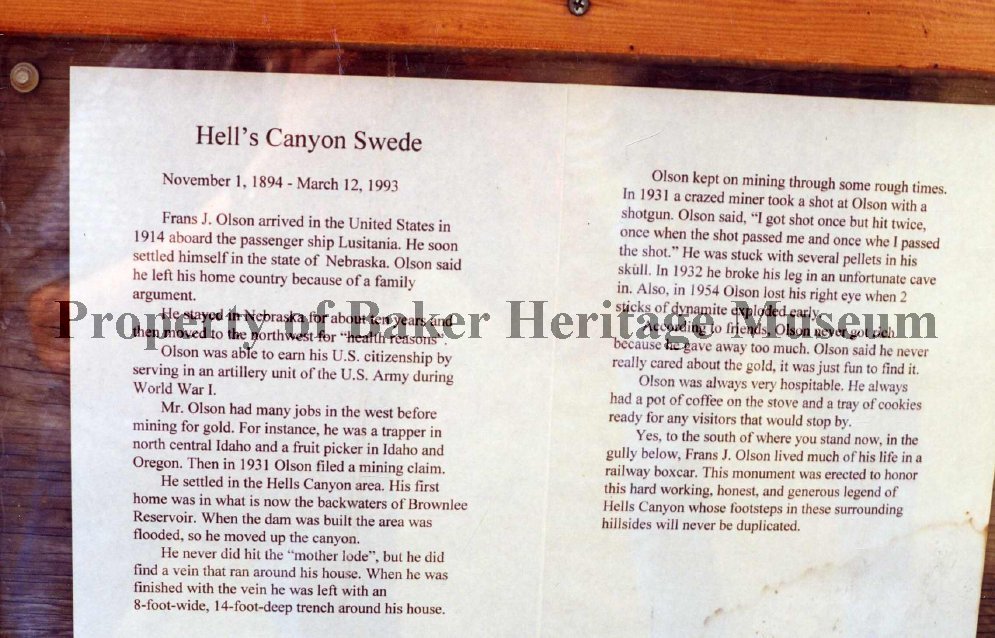 Hell's Canyon Swede
November 1, 1894 - March 12, 1993
Frans J. Olson arrived in the United States in
1914 aboard the passenger ship Lusitania. He soon
settled himself in the state of Nebraska. Olson said
he left his home country because of a family
argument.
He stayed in Nebraska for about ten years and
then moved to the northwest for "health reasons".
Olson was able to earn his U.S. citizenship by
serving in an artillery unit of the U.S. Army during
World War I.
Mr. Olson had many jobs in the west before
mining for gold. For instance, he was a trapper in
north central Idaho and a fruit picker in Idaho and
Oregon. Then in 1931 Olson filed a mining claim.
He settled in the Hells Canyon area. His first
home was in what is now the backwaters of Brownlee
Reservoir. When the dam was built the area was
flooded, so he moved up the canyon.
He never did hit the "mother lode", but he did
find a vein that ran around his house. When he was
finished with the vein he was left with an
8-foot-wide, 14-foot-deep trench around his house.
Olson kept on mining through some rough times.
In 1931 a crazed miner took a shot at Olson with a
shotgun. Olson said, "I got shot once but hit twice,
once when the shot passed me and once whe I passed
the shot." He was stuck with several pellets in his
skull. In 1932 he broke his leg in an unfortunate cave
in. Also, in 1954 Olson lost his right eye when 2
sticks of dynamite exploded early.
According to friends, Olson never got rich
because he gave away too much. Olson said he never
really cared about the gold, it was just fun to find it.
Olson was always very hospitable. He always
had a pot of coffee on the stove and a tray of cookies
ready for any visitors that would stop by.
Yes, to the south of where you stand now, in the
gully below, Frans J. Olson lived much of his life in a
railway boxcar. This monument was erected to honor
this hard working, honest, and generous legend of
Hells Canyon whose footsteps in these surrounding
hillsides will never be duplicated.
Property of Baker Heritage Museum